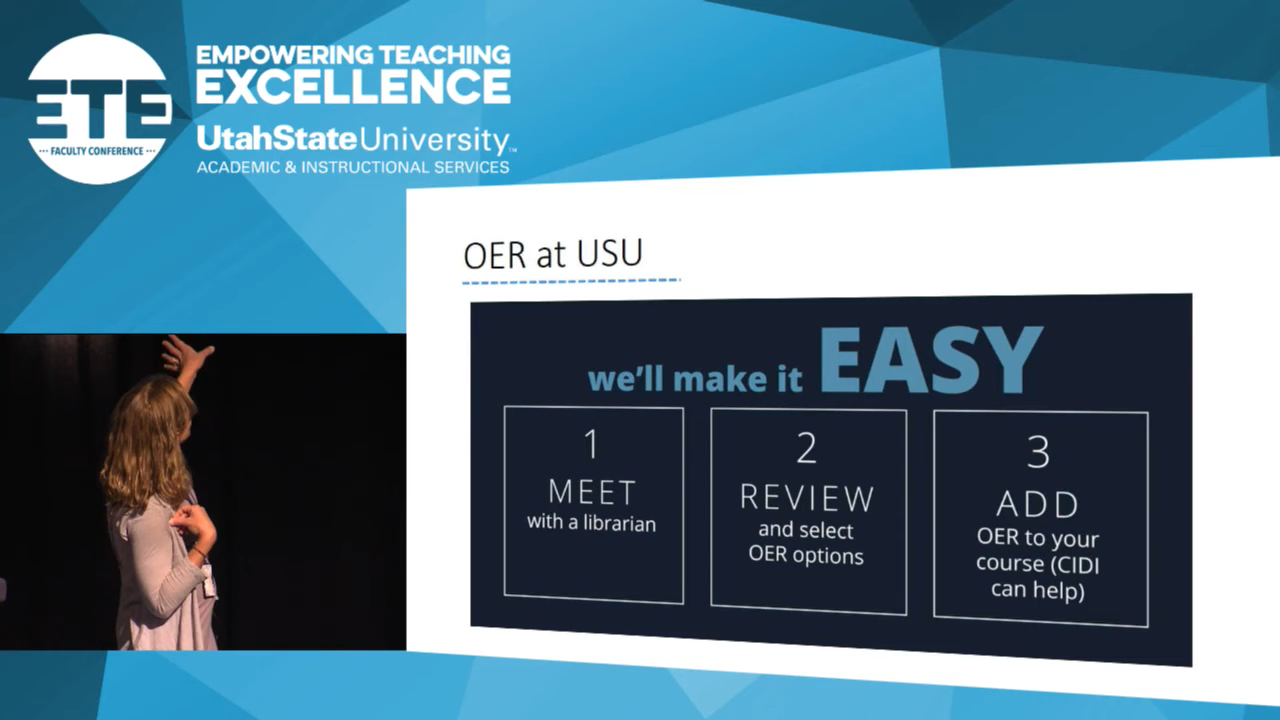 ETE
··· FACULTY CONFERENCE ···
EMPOWERING TEACHING
EXCELLENCE
UtahStateUniversity™
ACADEMIC & INSTRUCTIONAL SERVICES
OER at USU
we'll make it EASY
1
MEET
with a librarian
2
REVIEW
and select
OER options
3
ADD
OER to your
course (CIDI
can help)